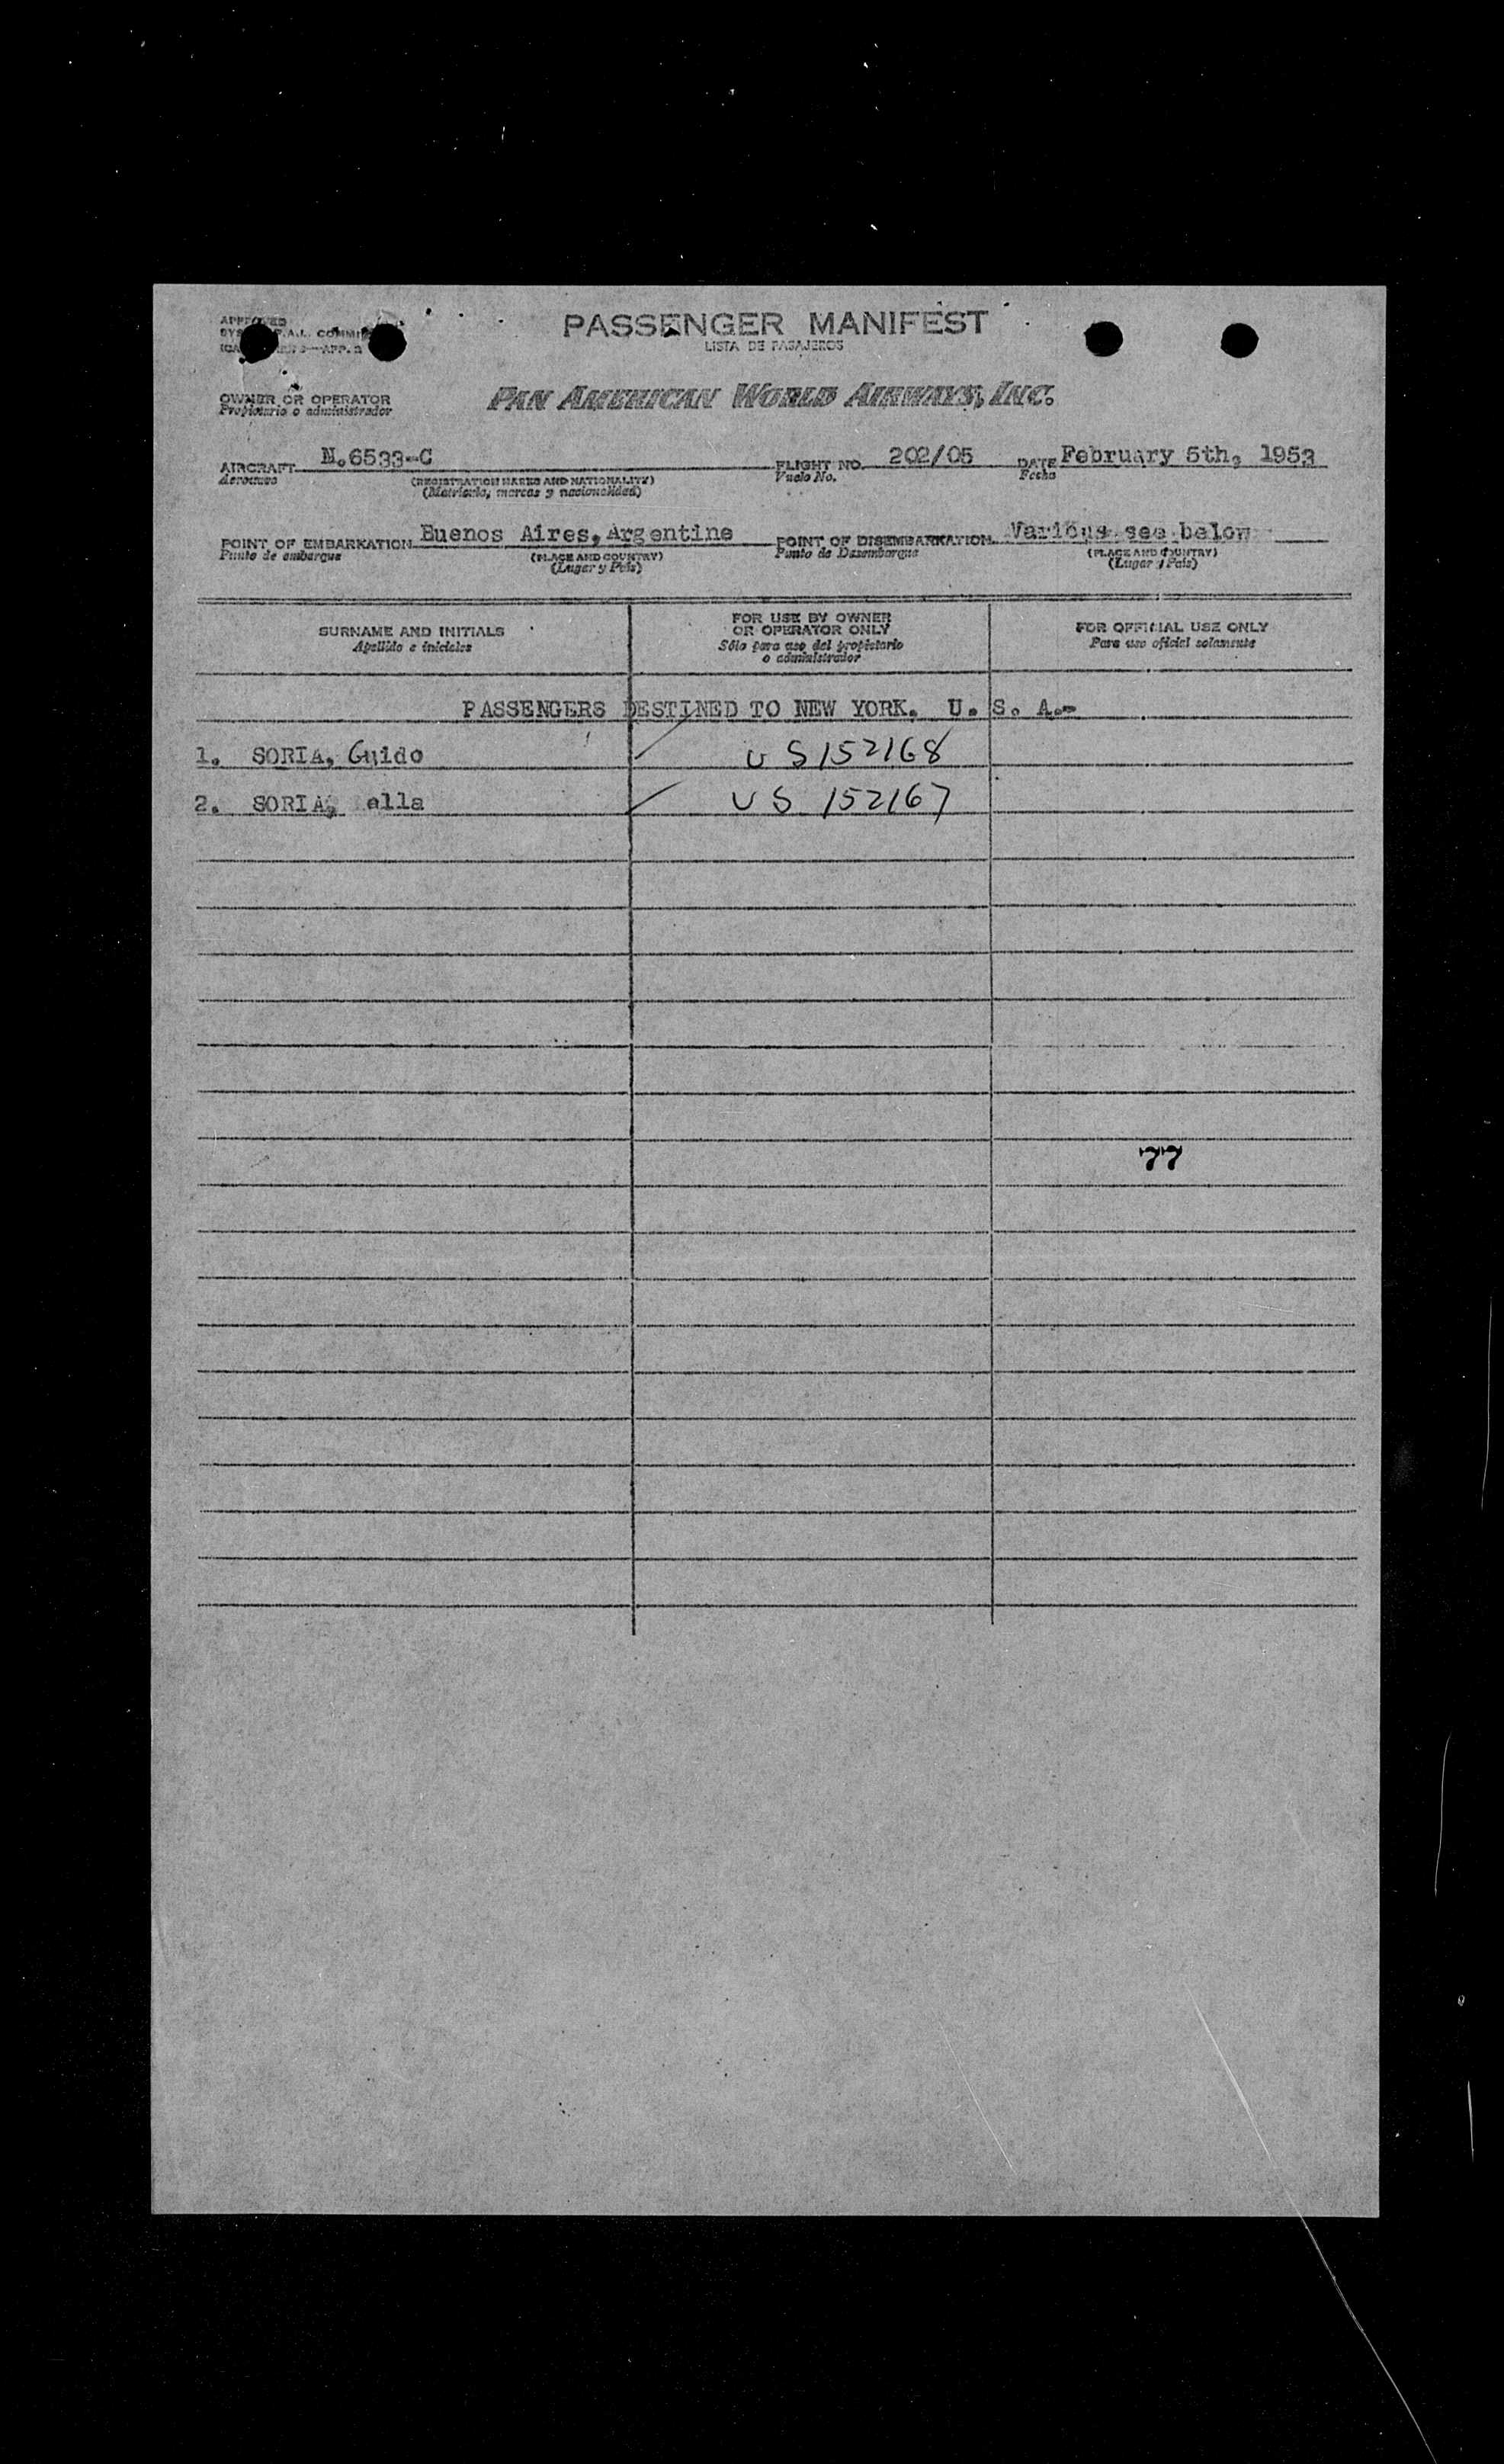 APPROVED
F.A.L.
PASSENGER MANIFEST
LISTA DE PASAJEROS
OWNER OR OPERATOR
Propietario o administrador
PAN AMERICAN WORLD AIRWAYS, INC.
AIRCRAFT N.6533-C FLIGHT NO. 202/05 DATE February 5th, 1953
Aeronave (REGISTRATION MARKS AND NATIONALITY) Vuelo No. Fecha
(Matrícula, marcas y nacionalidad)
POINT OF EMBARKATION Buenos Aires, Argentine POINT OF DISEMBARKATION Various see below
Punto de embarque (PLACE AND COUNTRY) Punto de Desembarque (PLACE AND COUNTRY)
(Lugar y País) (Lugar y País)
SURNAME AND INITIALS
Apellido e iniciales
FOR USE BY OWNER
OR OPERATOR ONLY
Sólo para uso del propietario
o administrador
FOR OFFICIAL USE ONLY
Para uso oficial solamente
PASSENGERS DESTINED TO NEW YORK. U. S. A.-
1. SORIA, Guido US152168
2. SORIA, alla US 152167
77